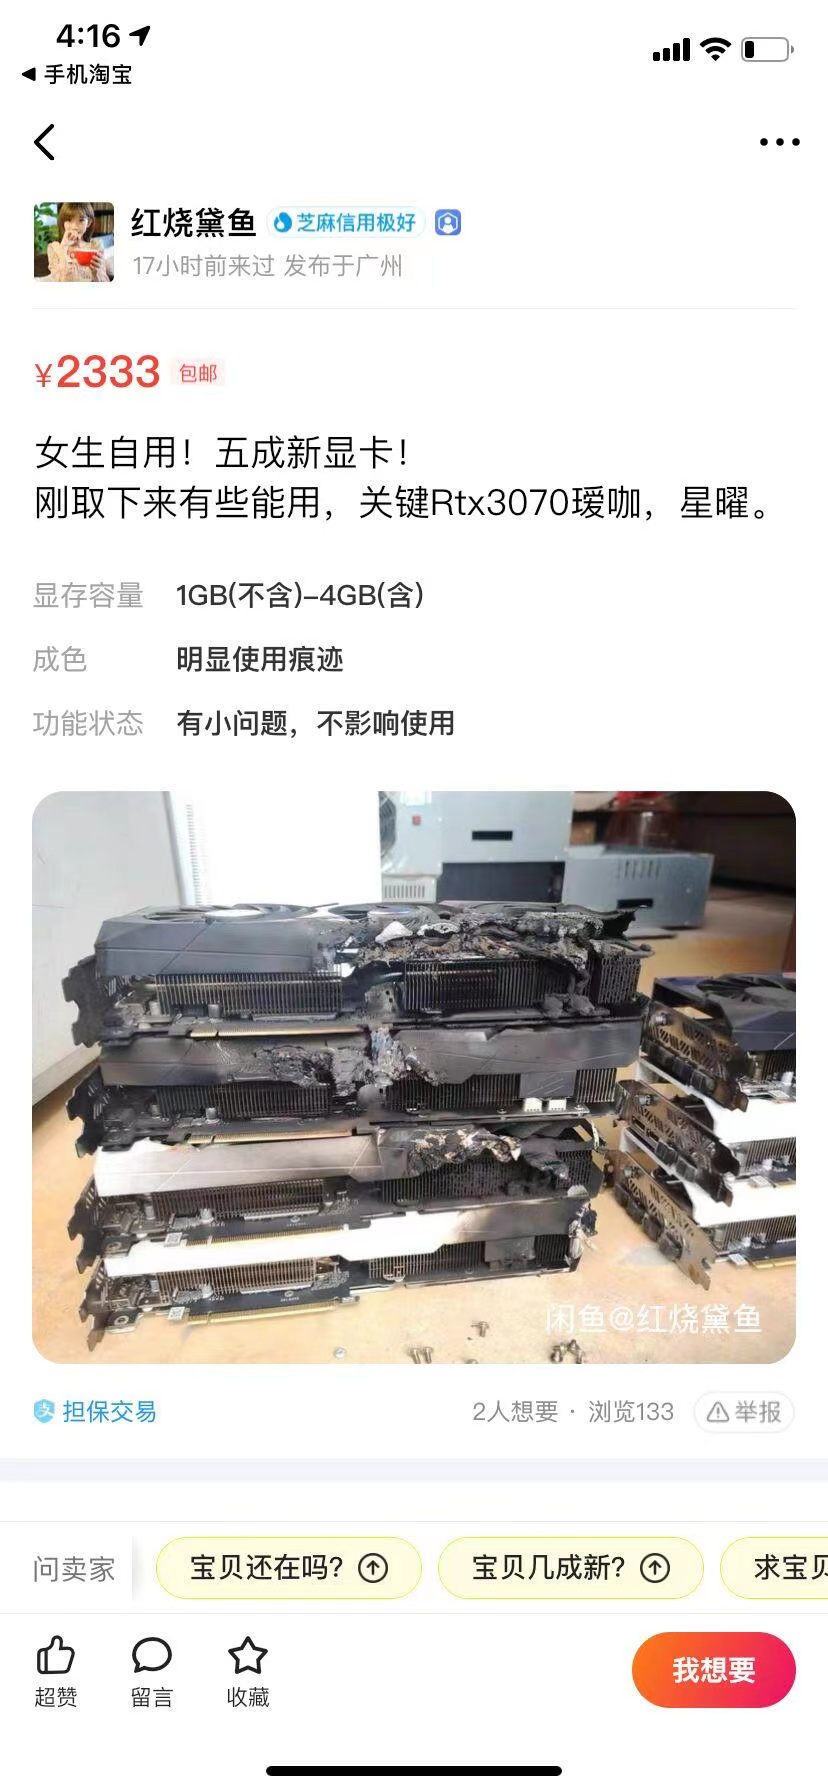 4:16
手机淘宝
红烧黛鱼 芝麻信用极好
17小时前来过 发布于广州
¥2333 包邮
女生自用！五成新显卡！
刚取下来有些能用，关键Rtx3070瑷咖，星曜。
显存容量 1GB(不含)-4GB(含)
成色 明显使用痕迹
功能状态 有小问题，不影响使用
闲鱼@红烧黛鱼
担保交易 2人想要 · 浏览133 举报
问卖家 宝贝还在吗？ 宝贝几成新？ 求宝贝
超赞 留言 收藏 我想要